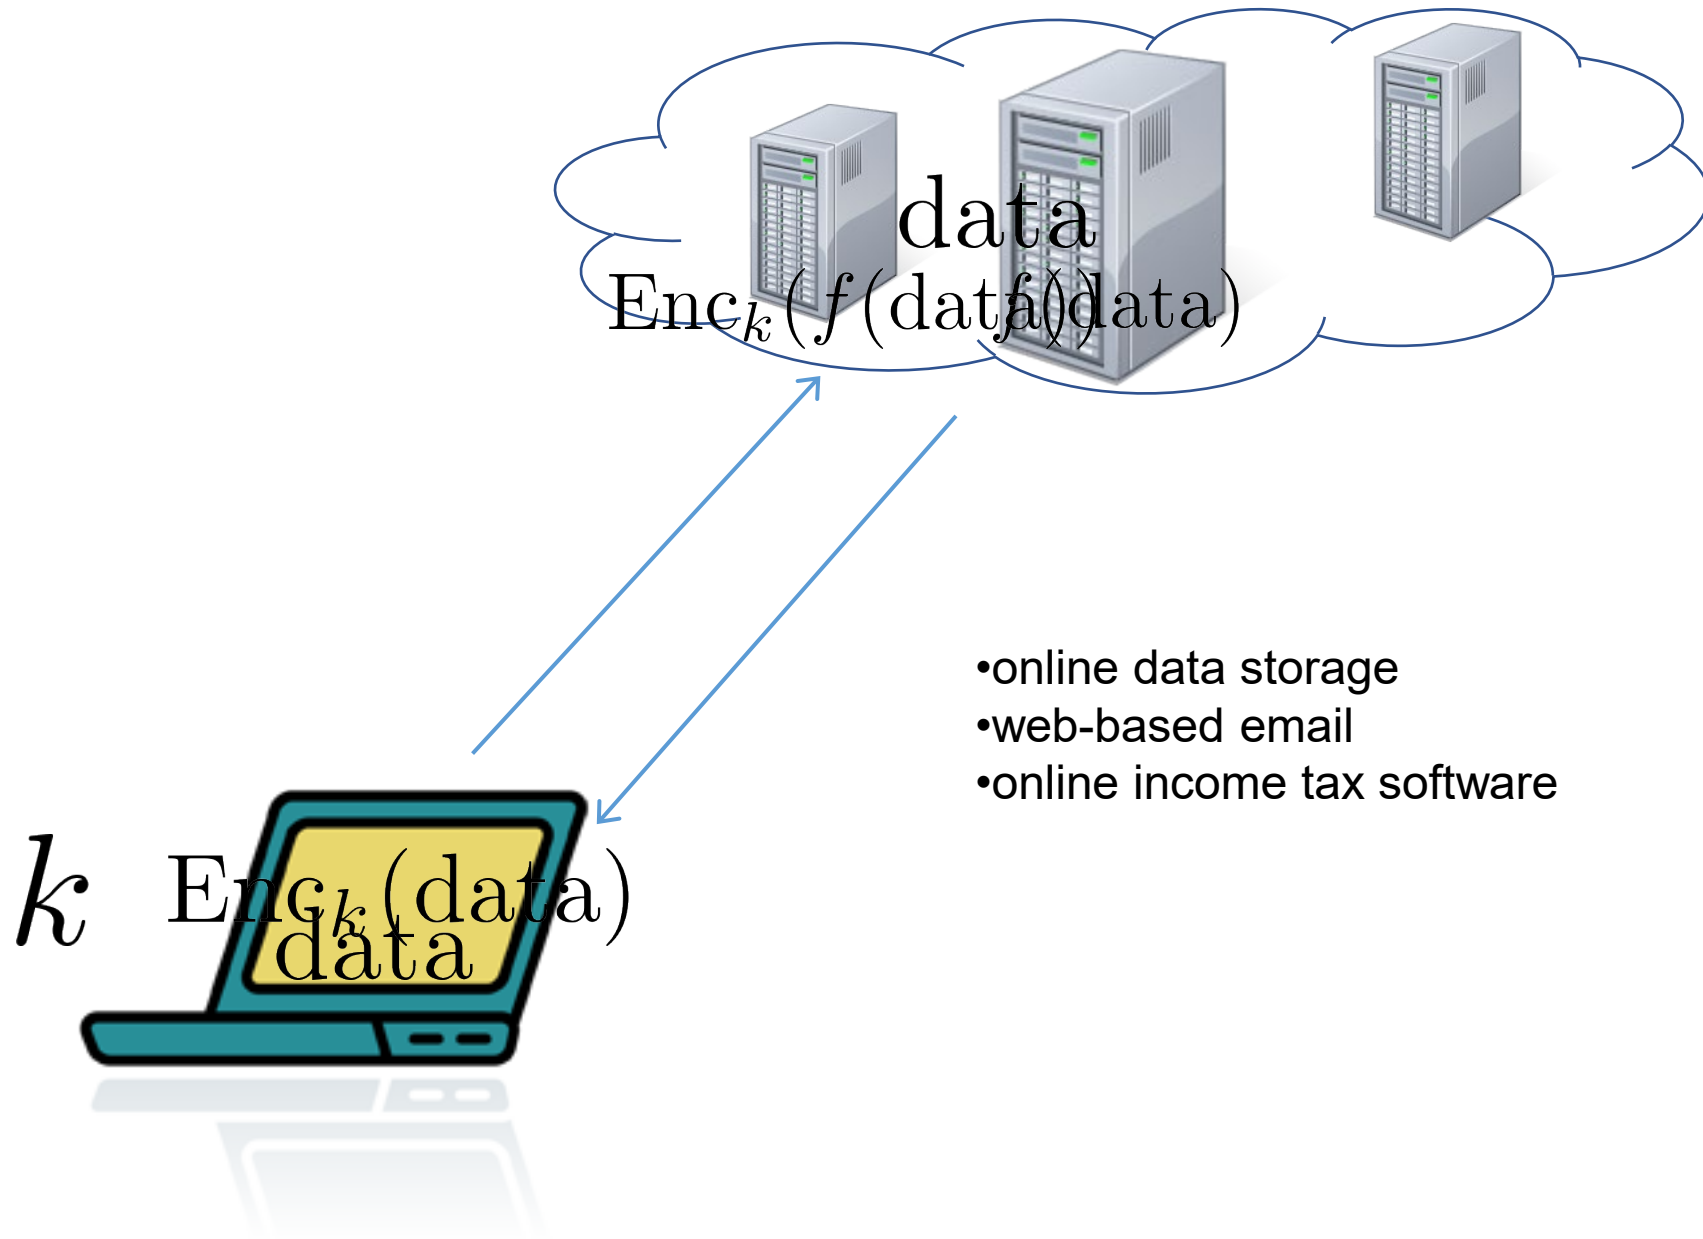 data
Enc_k(f(data))
f(data)
•online data storage
•web-based email
•online income tax software
k
Enc_k(data)
data